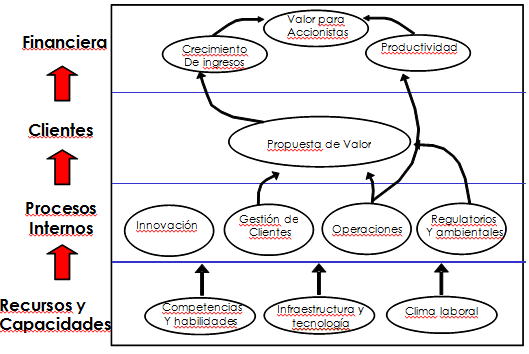 Financiera
Valor para
Accionistas
Crecimiento
De ingresos
Productividad
Clientes
Propuesta de Valor
Procesos
Internos
Innovación
Gestión de
Clientes
Operaciones
Regulatorios
Y ambientales
Recursos y
Capacidades
Competencias
Y habilidades
Infraestructura y
tecnología
Clima laboral